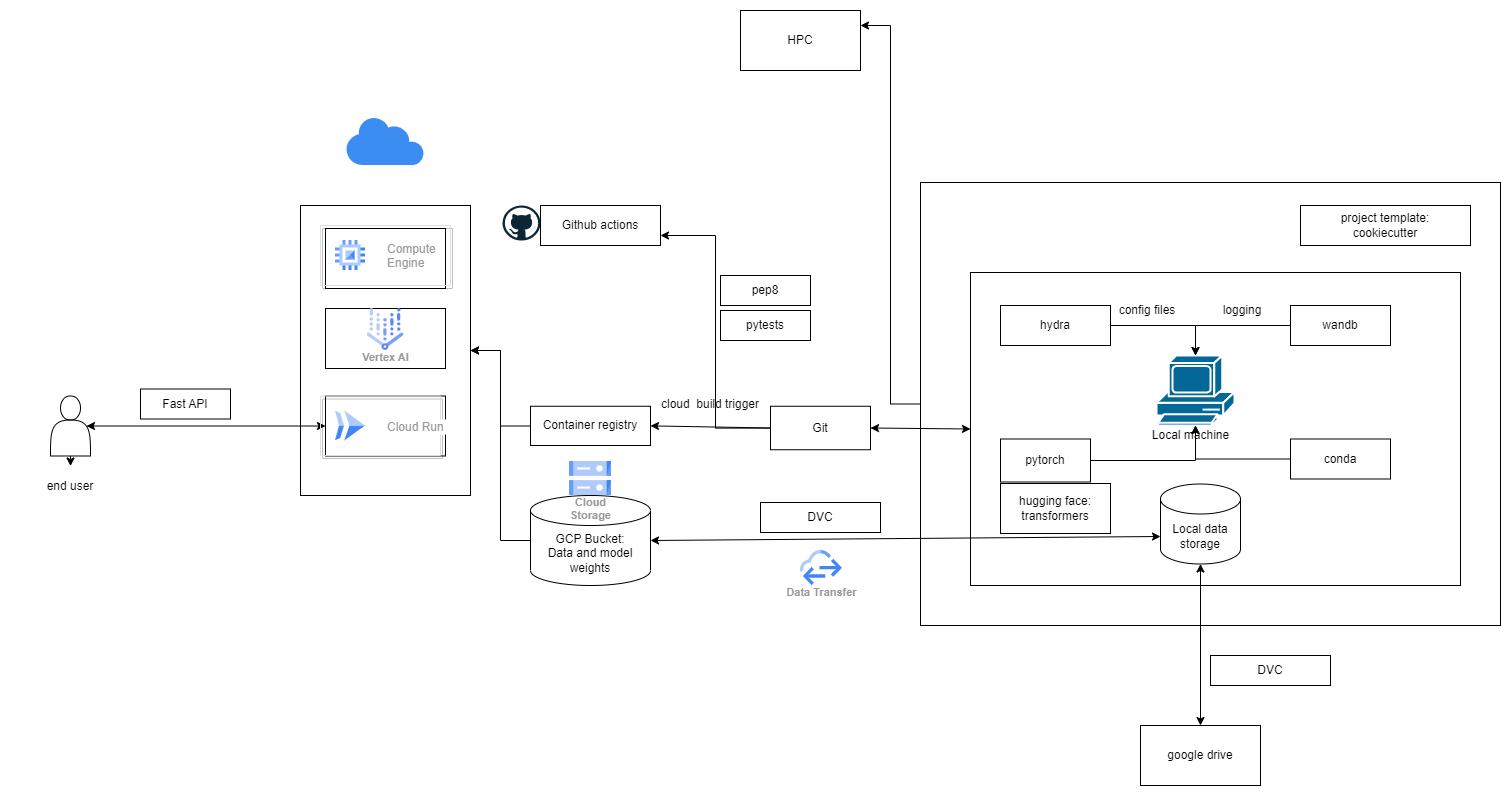 HPC
project template:
cookiecutter
Github actions
Compute
Engine
pep8
pytests
hydra
config files
logging
wandb
Vertex AI
Fast API
Cloud Run
Container registry
cloud build trigger
Git
Local machine
pytorch
conda
end user
hugging face:
transformers
Cloud
Storage
DVC
GCP Bucket:
Data and model
weights
Local data
storage
Data Transfer
DVC
google drive